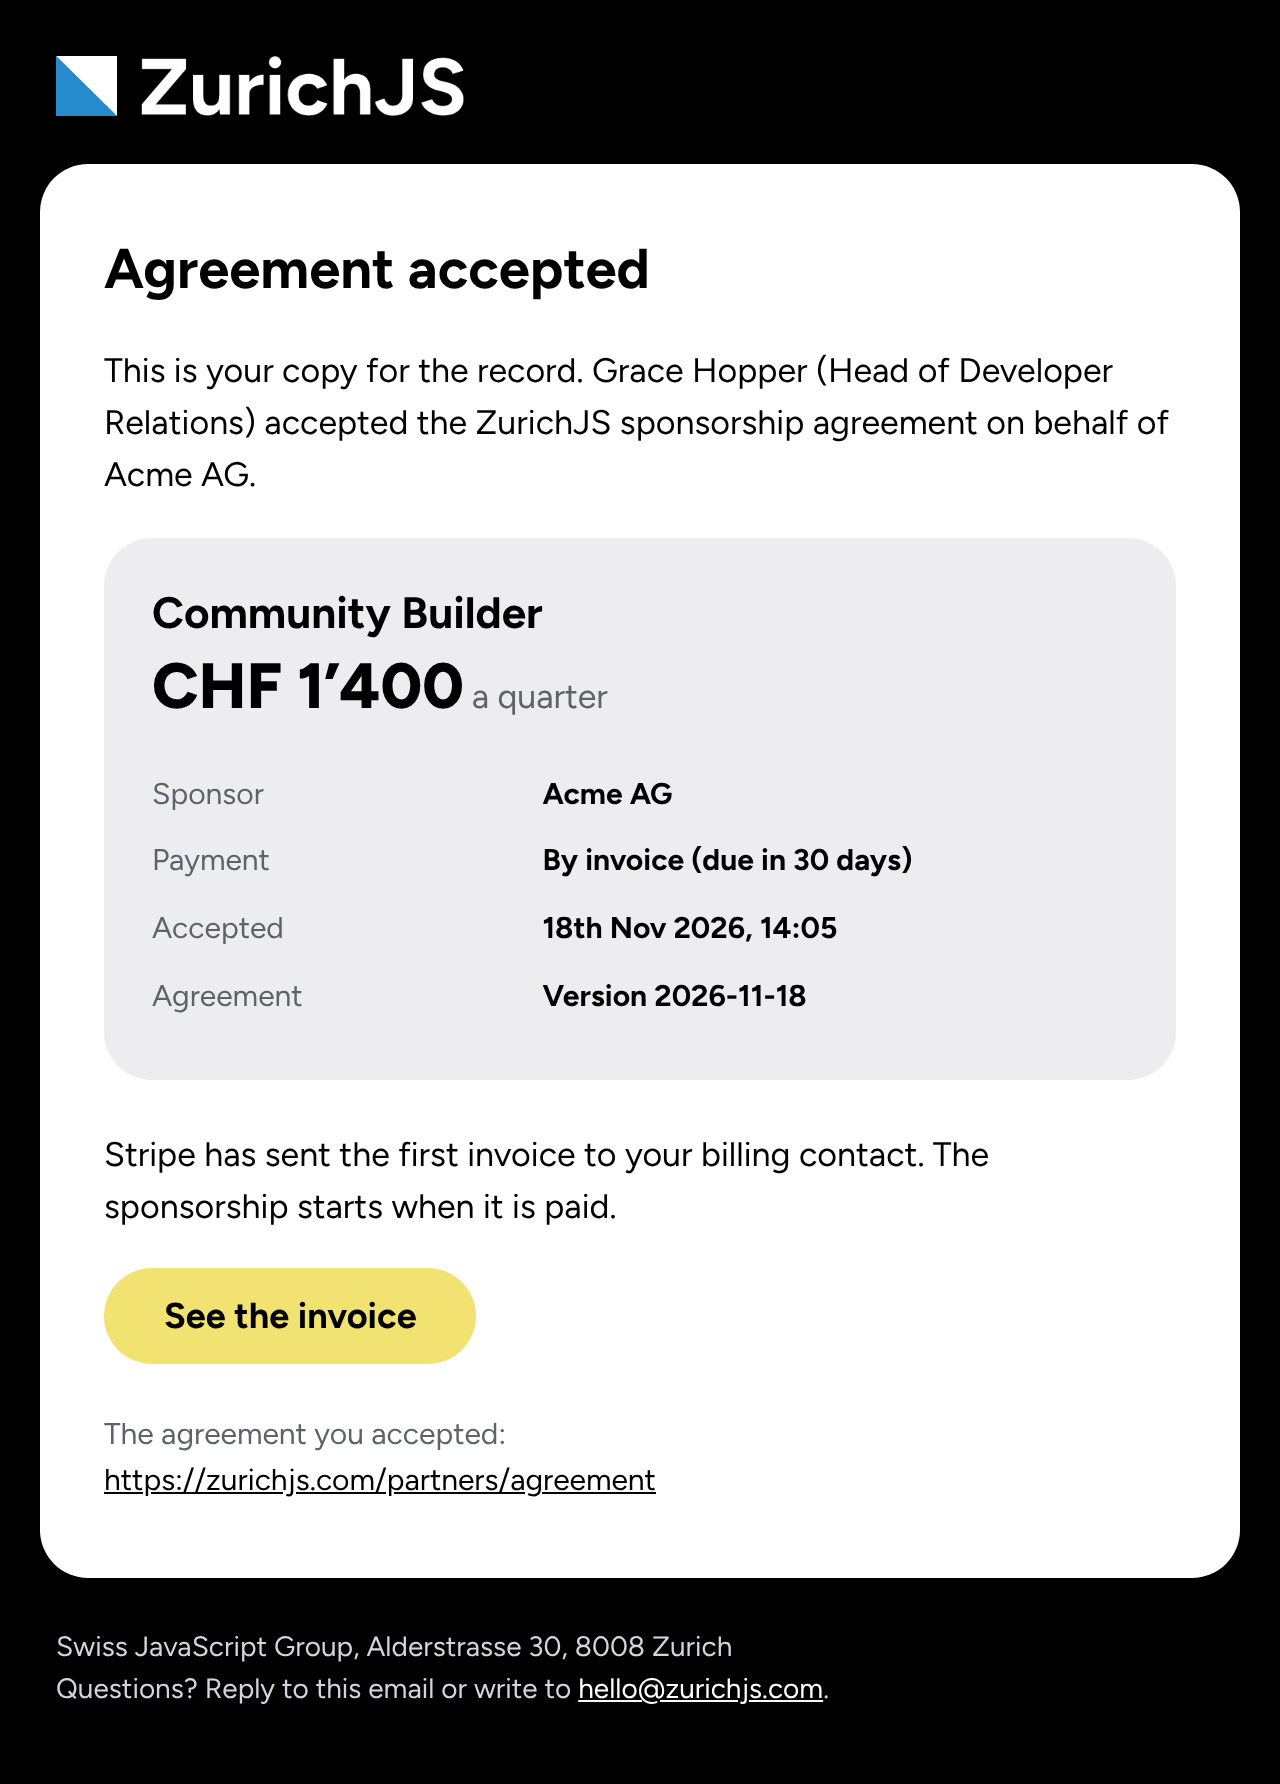 ZurichJS
Agreement accepted
This is your copy for the record. Grace Hopper (Head of Developer
Relations) accepted the ZurichJS sponsorship agreement on behalf of
Acme AG.
Community Builder
CHF 1’400 a quarter
Sponsor Acme AG
Payment By invoice (due in 30 days)
Accepted 18th Nov 2026, 14:05
Agreement Version 2026-11-18
Stripe has sent the first invoice to your billing contact. The
sponsorship starts when it is paid.
See the invoice
The agreement you accepted:
https://zurichjs.com/partners/agreement
Swiss JavaScript Group, Alderstrasse 30, 8008 Zurich
Questions? Reply to this email or write to hello@zurichjs.com.